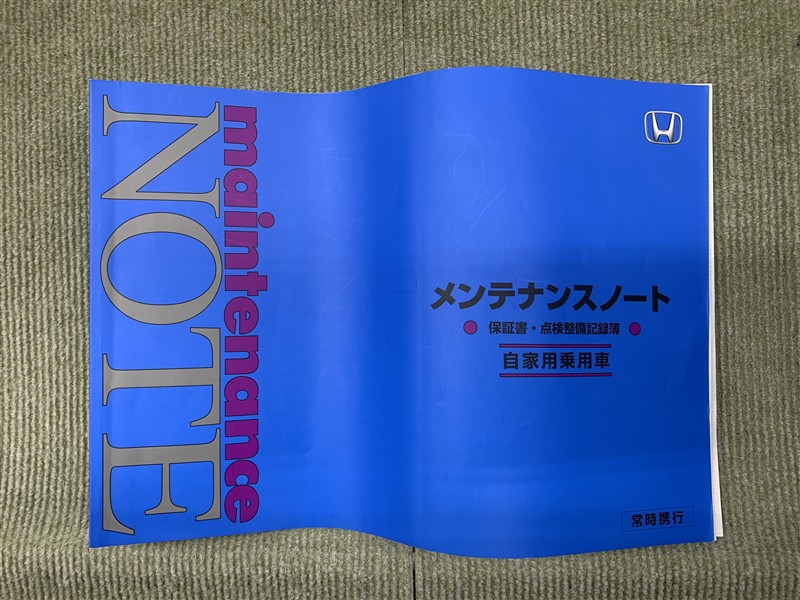 maintenance
NOTE
メンテナンスノート
保証書・点検整備記録簿
自家用乗用車
常時携行